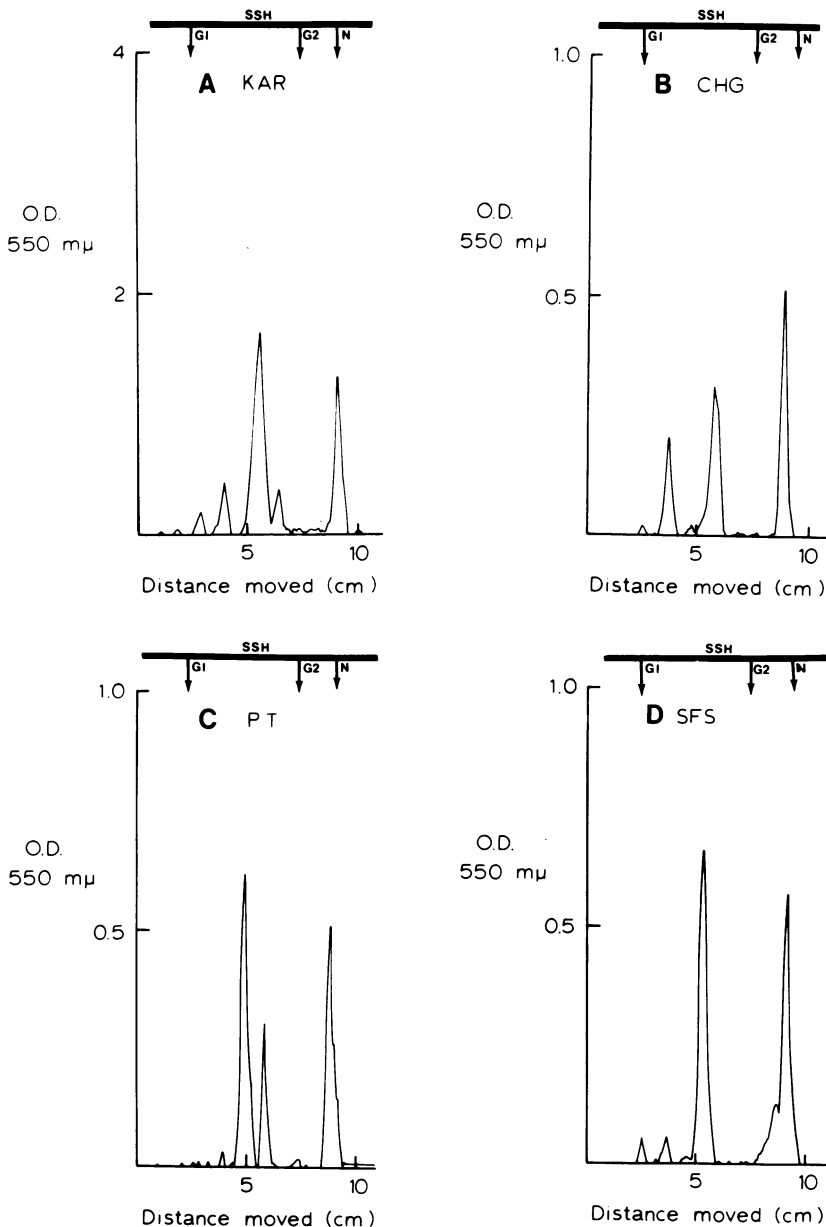 SSH
G1 G2 N
A KAR
4
2
O.D.
550 mμ
5 10
Distance moved (cm)
SSH
G1 G2 N
B CHG
1.0
0.5
O.D.
550 mμ
5 10
Distance moved (cm)
SSH
G1 G2 N
C PT
1.0
0.5
O.D.
550 mμ
5 10
Distance moved (cm)
SSH
G1 G2 N
D SFS
1.0
0.5
O.D.
550 mμ
5 10
Distance moved (cm)